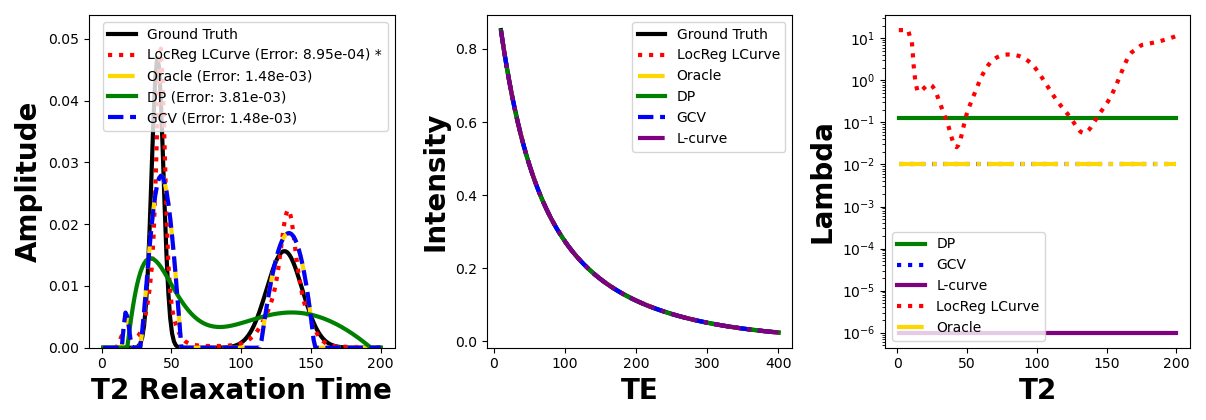 Amplitude
0.05
0.04
0.03
0.02
0.01
0.00
Ground Truth
LocReg LCurve (Error: 8.95e-04) *
Oracle (Error: 1.48e-03)
DP (Error: 3.81e-03)
GCV (Error: 1.48e-03)
0 50 100 150 200
T2 Relaxation Time
Intensity
0.8
0.6
0.4
0.2
0.0
Ground Truth
LocReg LCurve
Oracle
DP
GCV
L-curve
0 100 200 300 400
TE
Lambda
10¹
10⁰
10⁻¹
10⁻²
10⁻³
10⁻⁴
10⁻⁵
10⁻⁶
DP
GCV
L-curve
LocReg LCurve
Oracle
0 50 100 150 200
T2